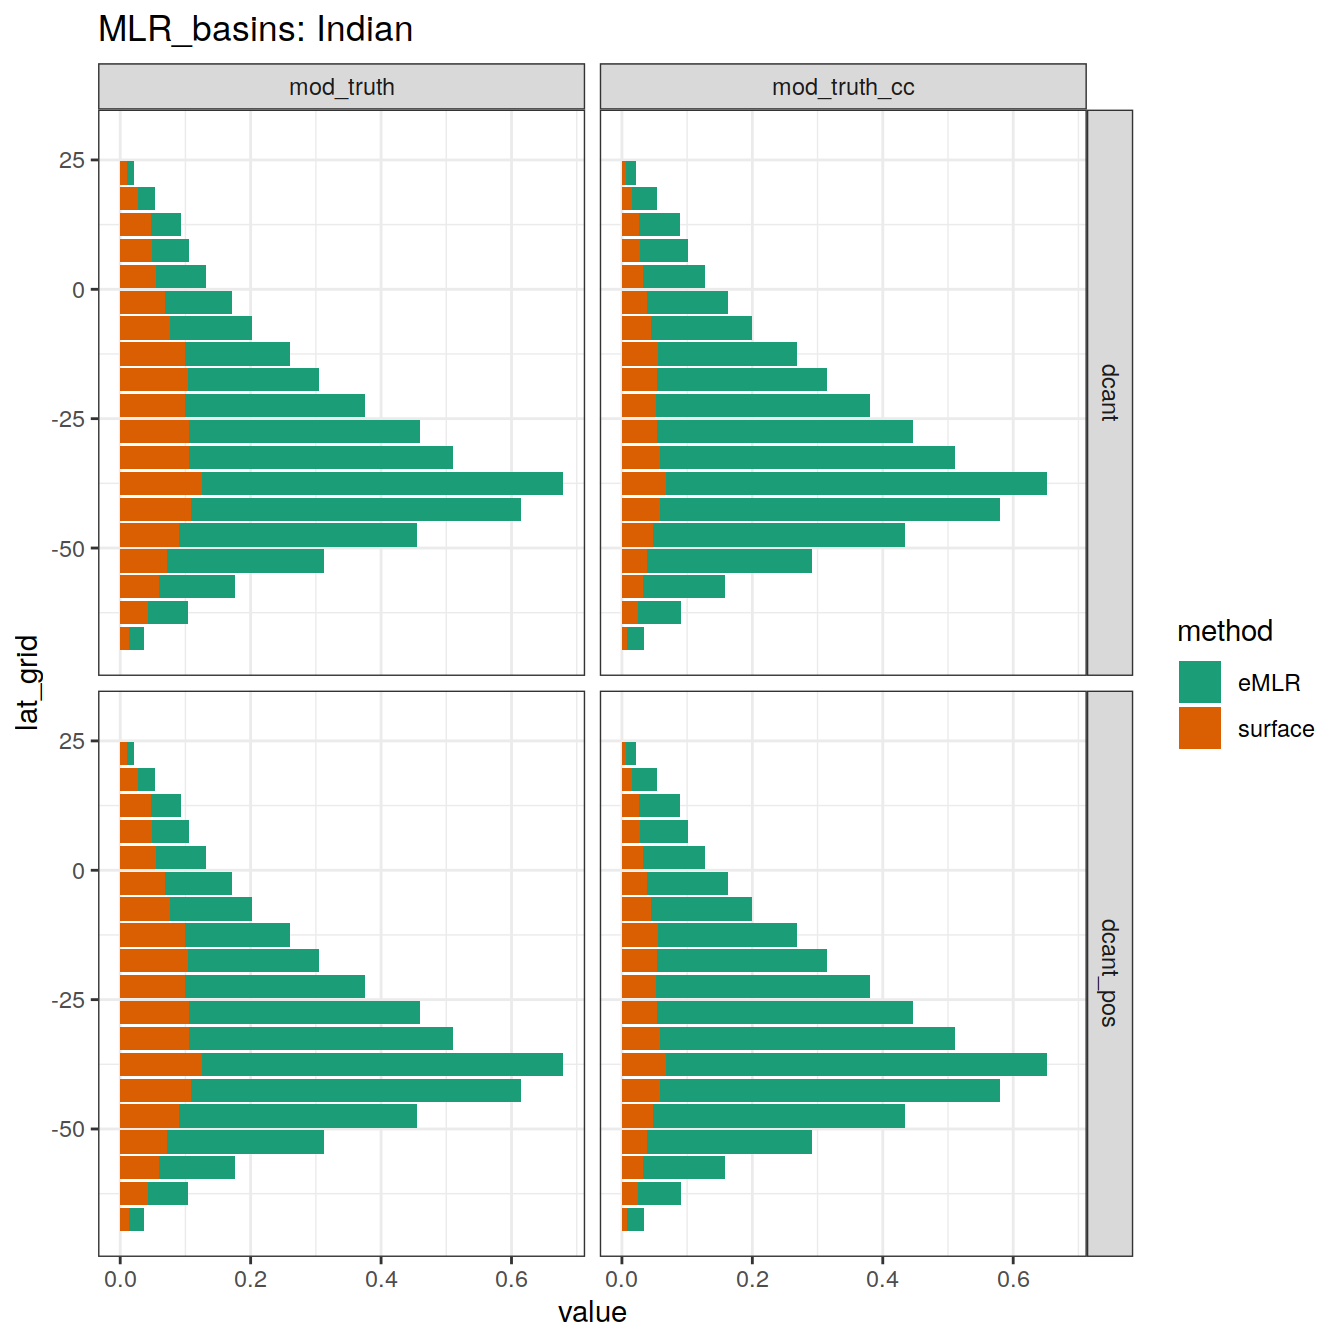 MLR_basins: Indian
mod_truth
mod_truth_cc
25
0
-25
-50
dcant
25
0
-25
-50
dcant_pos
lat_grid
0.0 0.2 0.4 0.6
0.0 0.2 0.4 0.6
value
method
eMLR
surface